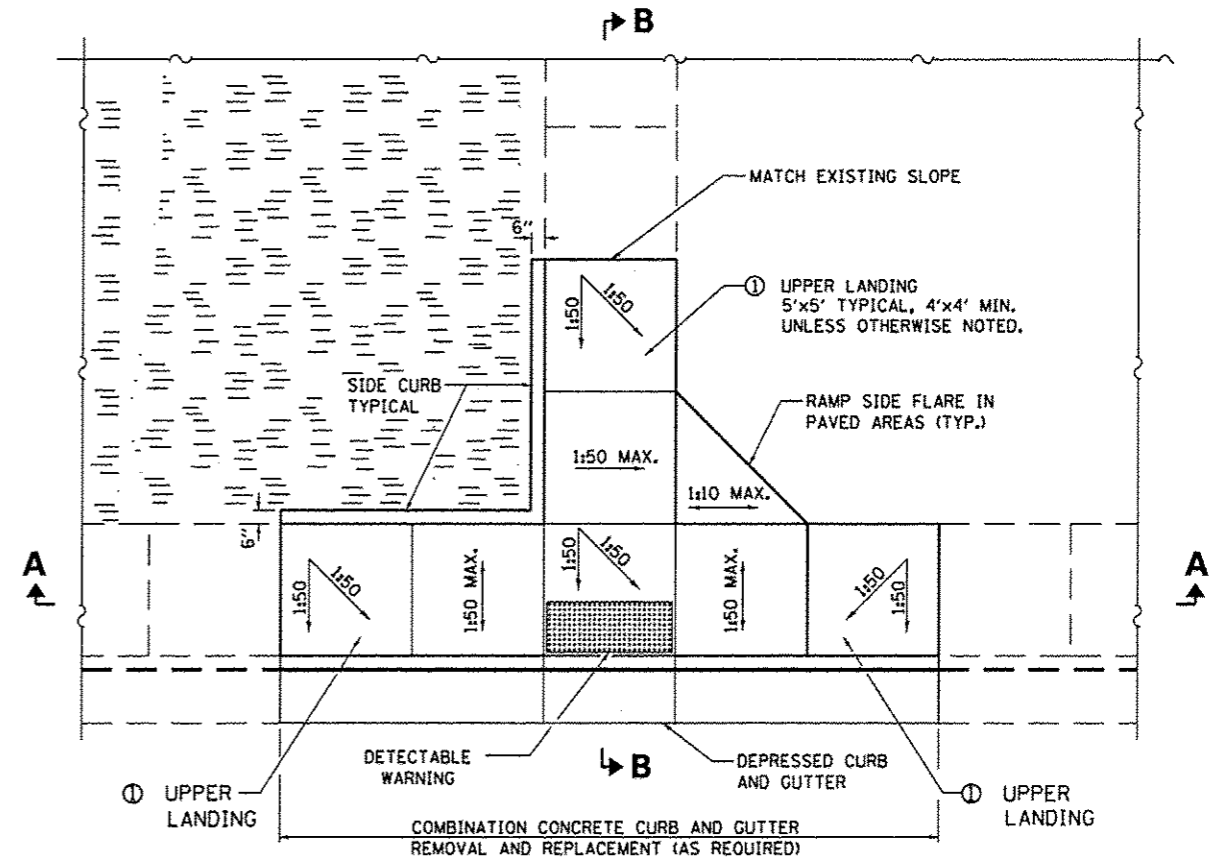 B
MATCH EXISTING SLOPE
6"
1:50
1:50
① UPPER LANDING
5'x5' TYPICAL, 4'x4' MIN.
UNLESS OTHERWISE NOTED.
SIDE CURB
TYPICAL
RAMP SIDE FLARE IN
PAVED AREAS (TYP.)
1:50 MAX.
1:10 MAX.
6"
A
1:50
1:50
1:50 MAX.
1:50
1:50
1:50 MAX.
1:50
1:50
A
DETECTABLE
WARNING
B
DEPRESSED CURB
AND GUTTER
① UPPER
LANDING
① UPPER
LANDING
COMBINATION CONCRETE CURB AND GUTTER
REMOVAL AND REPLACEMENT (AS REQUIRED)